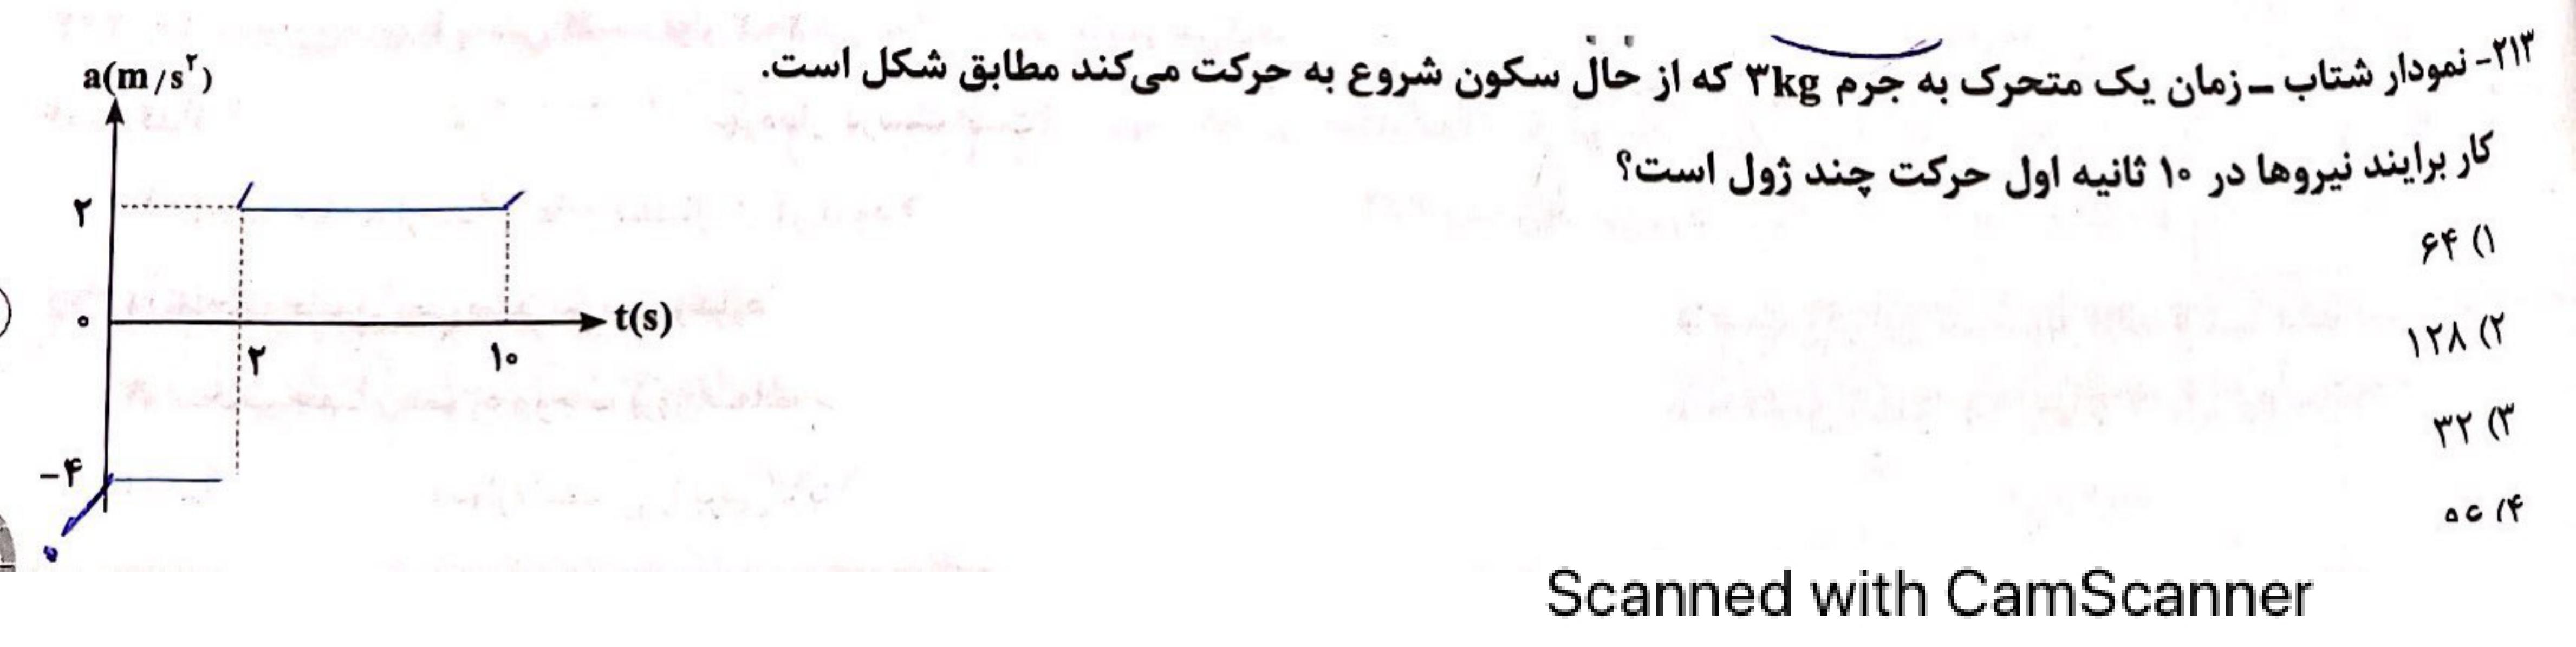 ۲۱۳- نمودار شتاب – زمان یک متحرک به جرم ۳kg که از حال سکون شروع به حرکت می‌کند مطابق شکل است.
کار برایند نیروها در ۱۰ ثانیه اول حرکت چند ژول است؟
۱) ۶۴
۲) ۱۲۸
۳) ۳۲
۴)
a(m/s²)
۲
۰
t(s)
۲
۱۰
-۴
Scanned with CamScanner